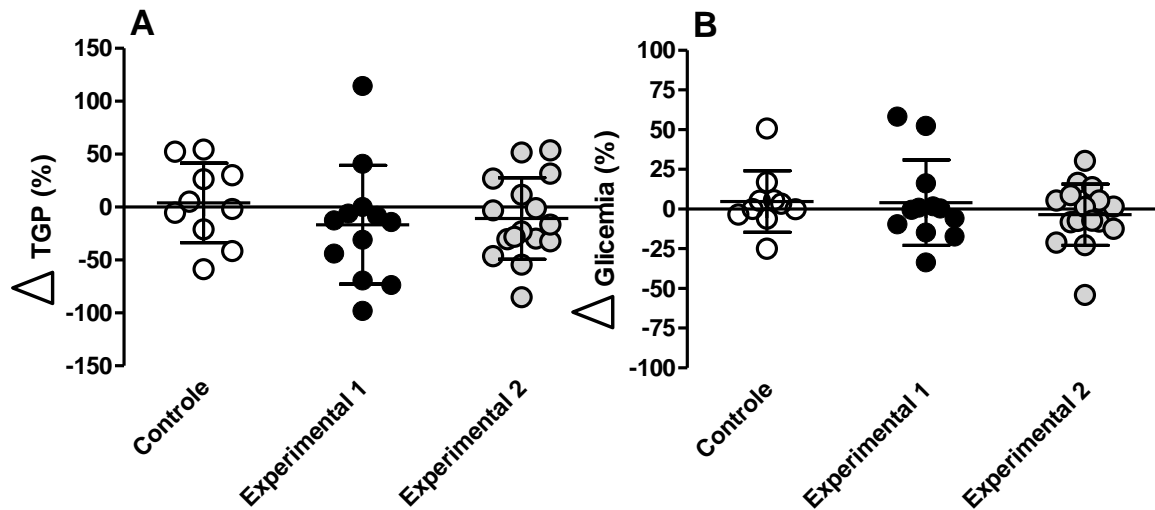 A
150
100
50
0
-50
-100
-150
△ TGP (%)
Controle
Experimental 1
Experimental 2
B
100
75
50
25
0
-25
-50
-75
-100
△ Glicemia (%)
Controle
Experimental 1
Experimental 2